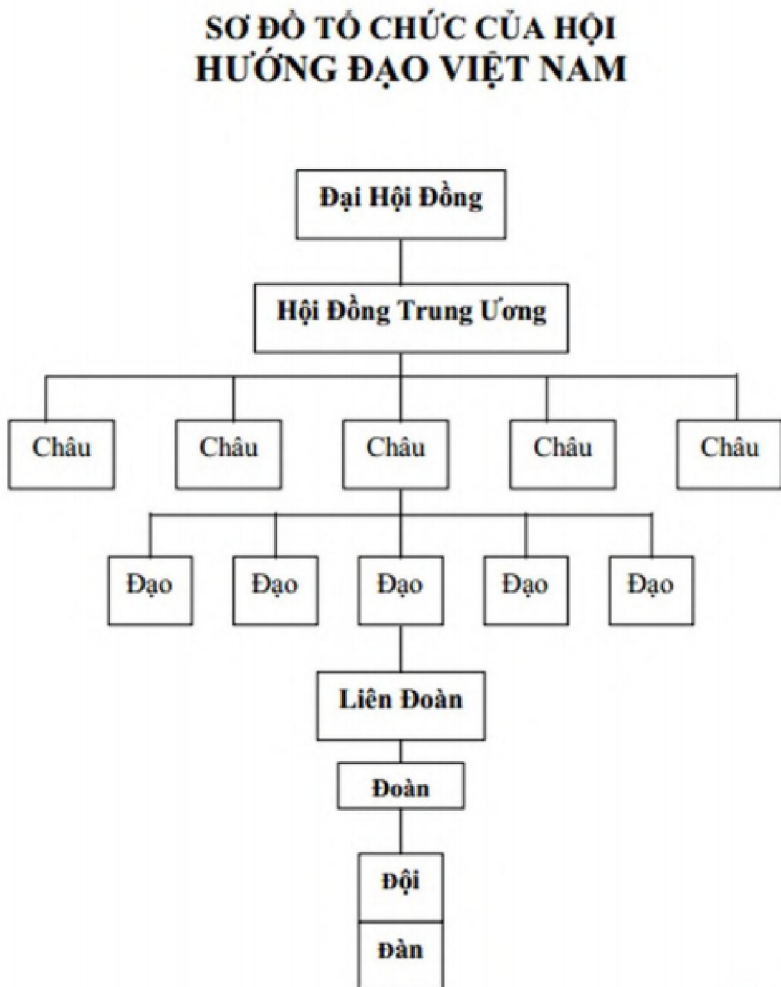 SƠ ĐỒ TỔ CHỨC CỦA HỘI
HƯỚNG ĐẠO VIỆT NAM
Đại Hội Đồng
Hội Đồng Trung Ương
Châu Châu Châu Châu Châu
Đạo Đạo Đạo Đạo Đạo
Liên Đoàn
Đoàn
Đội
Đàn